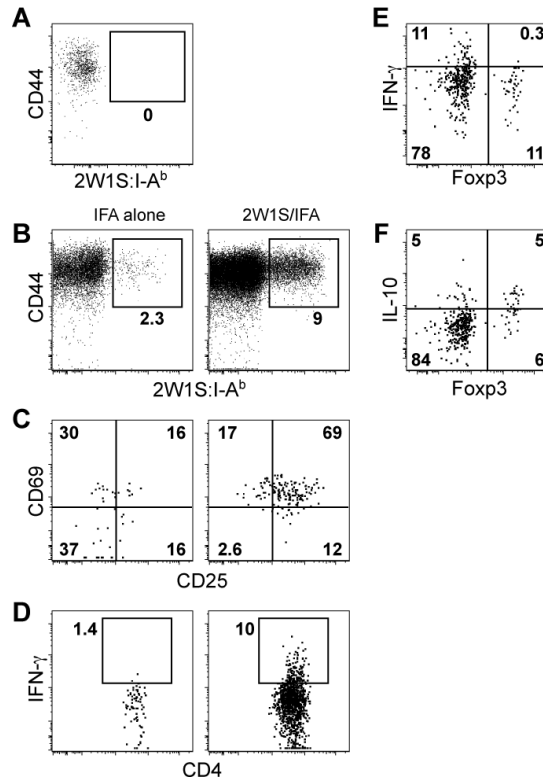 A
CD44
0
2W1S:I-Aᵇ
B
IFA alone
2W1S/IFA
CD44
2.3
9
2W1S:I-Aᵇ
C
CD69
30
16
37
16
17
69
2.6
12
CD25
D
IFN-γ
1.4
10
CD4
E
IFN-γ
11
0.3
78
11
Foxp3
F
IL-10
5
5
84
6
Foxp3